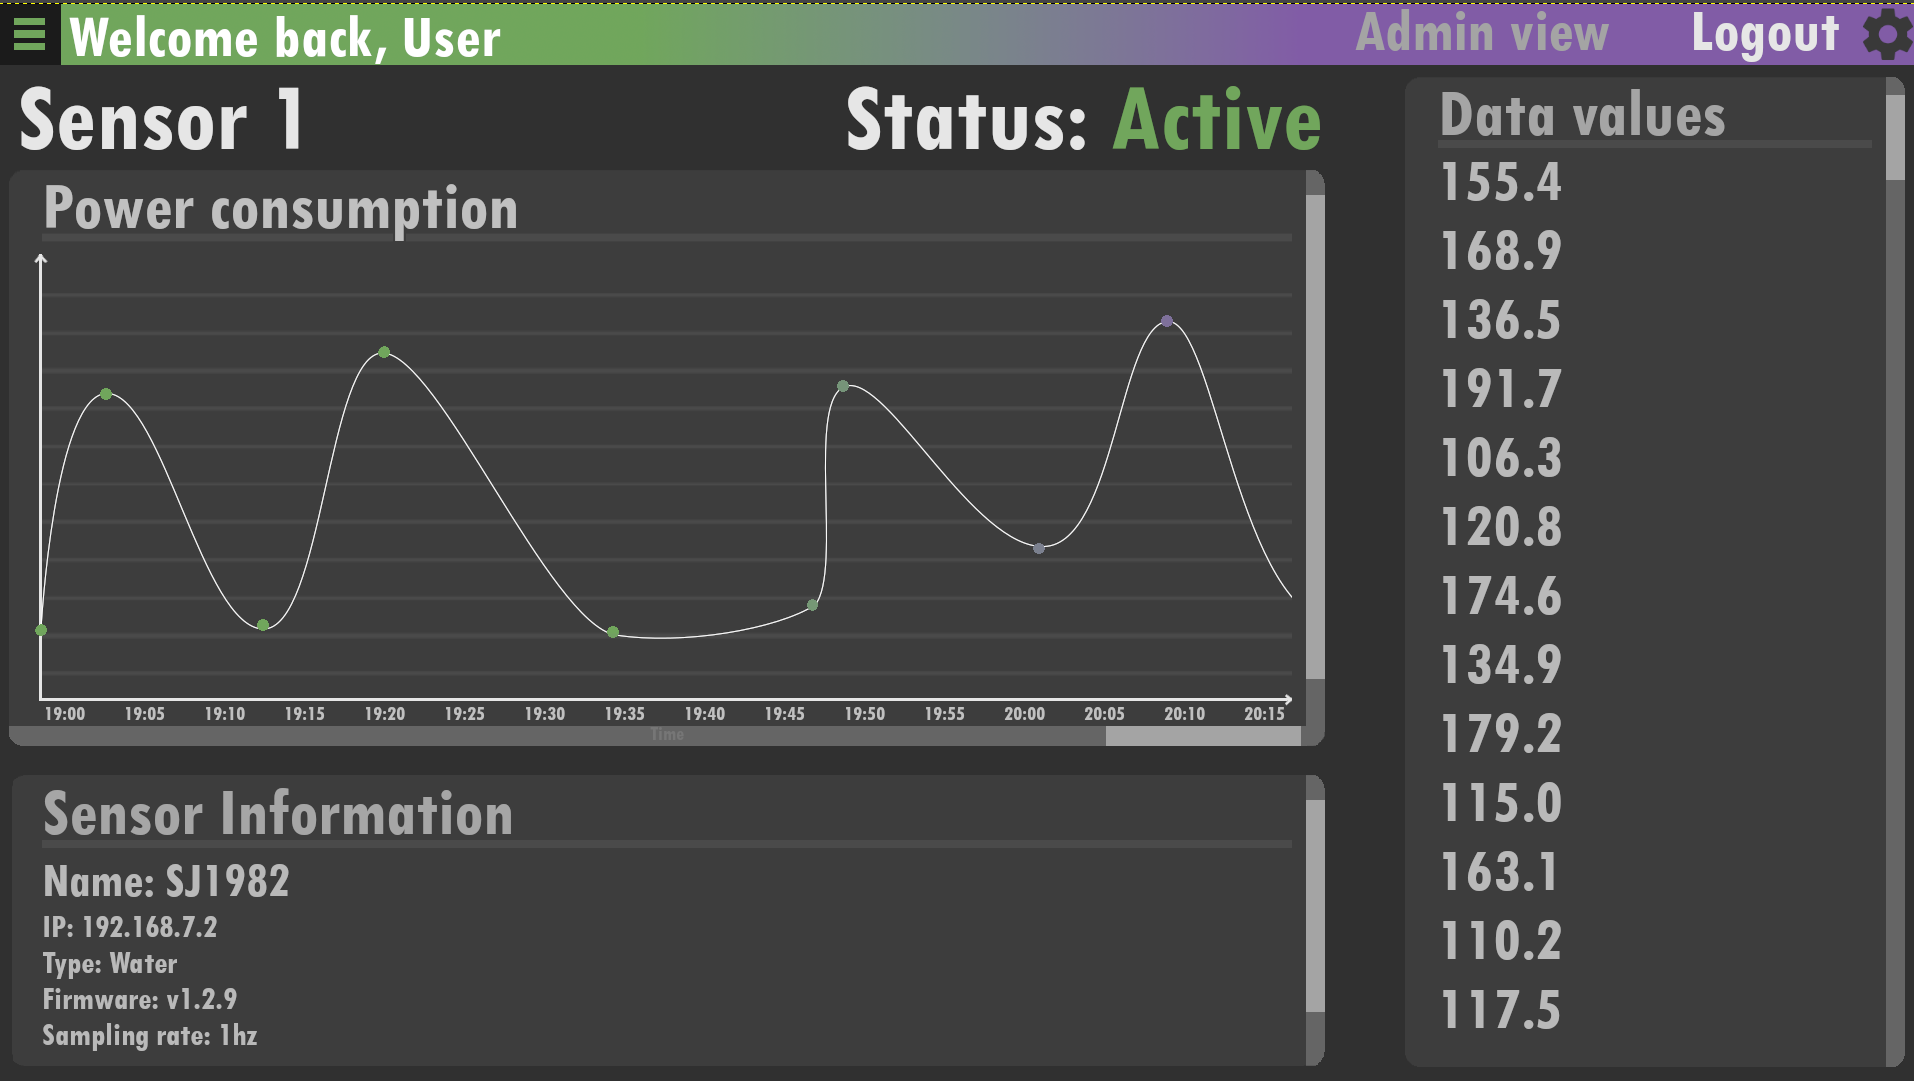 Welcome back, User
Admin view
Logout
Sensor 1
Status: Active
Power consumption
19:00 19:05 19:10 19:15 19:20 19:25 19:30 19:35 19:40 19:45 19:50 19:55 20:00 20:05 20:10 20:15
Time
Sensor Information
Name: SJ1982
IP: 192.168.7.2
Type: Water
Firmware: v1.2.9
Sampling rate: 1hz
Data values
155.4
168.9
136.5
191.7
106.3
120.8
174.6
134.9
179.2
115.0
163.1
110.2
117.5